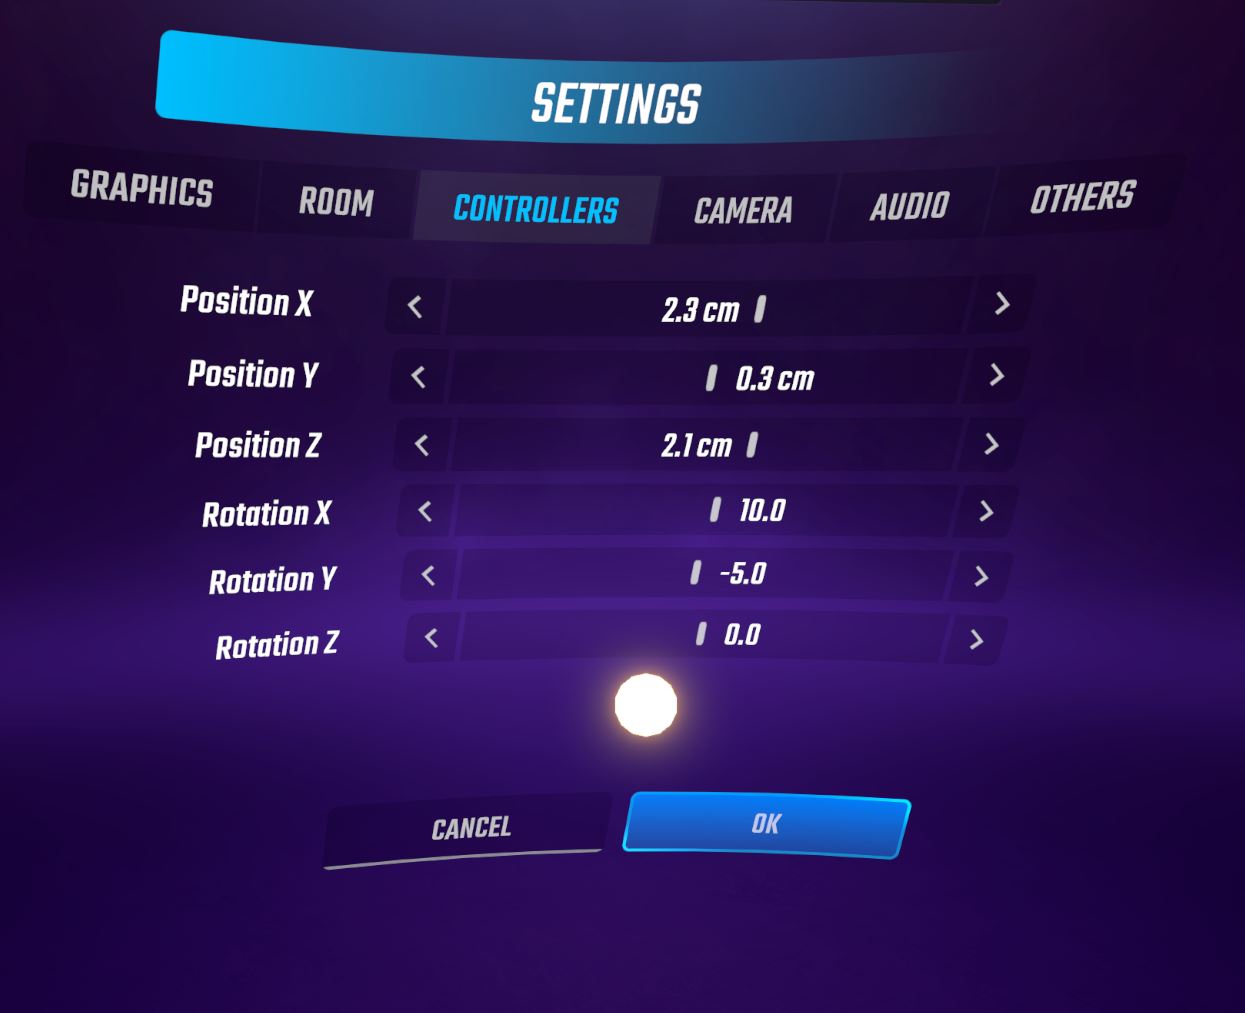 SETTINGS
GRAPHICS ROOM CONTROLLERS CAMERA AUDIO OTHERS
Position X < 2.3 cm >
Position Y < 0.3 cm >
Position Z < 2.1 cm >
Rotation X < 10.0 >
Rotation Y < -5.0 >
Rotation Z < 0.0 >
CANCEL OK